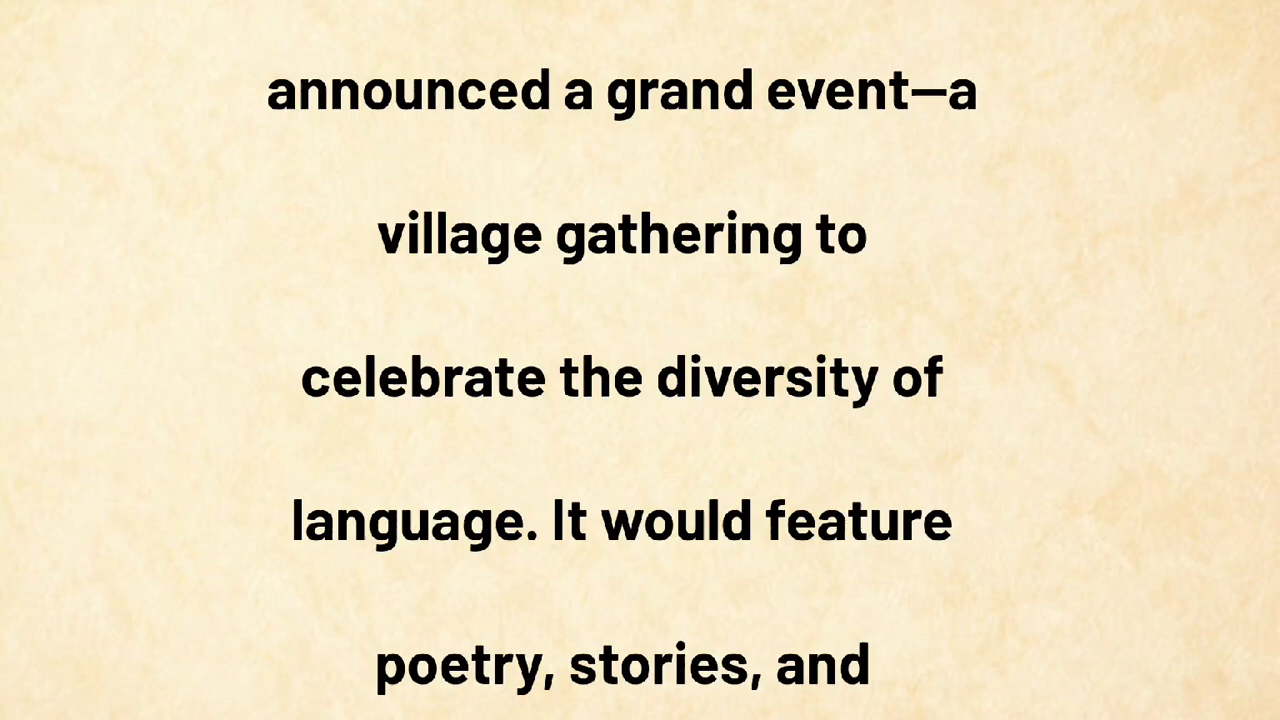 announced a grand event—a
village gathering to
celebrate the diversity of
language. It would feature
poetry, stories, and